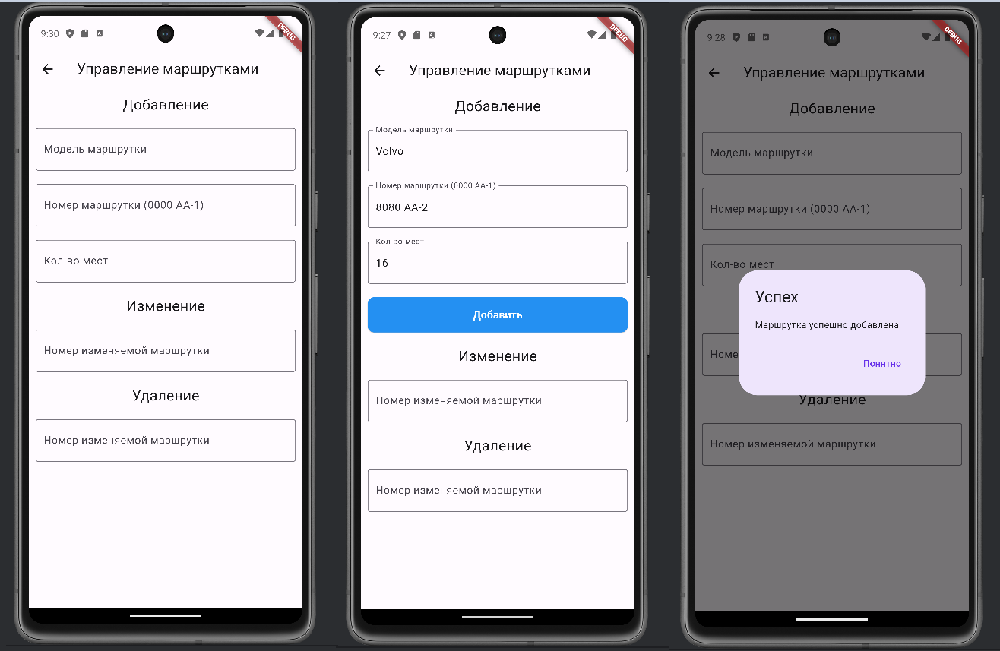 9:30
DEBUG
Управление маршрутками
Добавление
Модель маршрутки
Номер маршрутки (0000 AA-1)
Кол-во мест
Изменение
Номер изменяемой маршрутки
Удаление
Номер изменяемой маршрутки
9:27
DEBUG
Управление маршрутками
Добавление
Модель маршрутки
Volvo
Номер маршрутки (0000 AA-1)
8080 AA-2
Кол-во мест
16
Добавить
Изменение
Номер изменяемой маршрутки
Удаление
Номер изменяемой маршрутки
9:28
DEBUG
Управление маршрутками
Добавление
Модель маршрутки
Номер маршрутки (0000 AA-1)
Кол-во мест
Успех
Маршрутка успешно добавлена
Номе
Понятно
Удаление
Номер изменяемой маршрутки